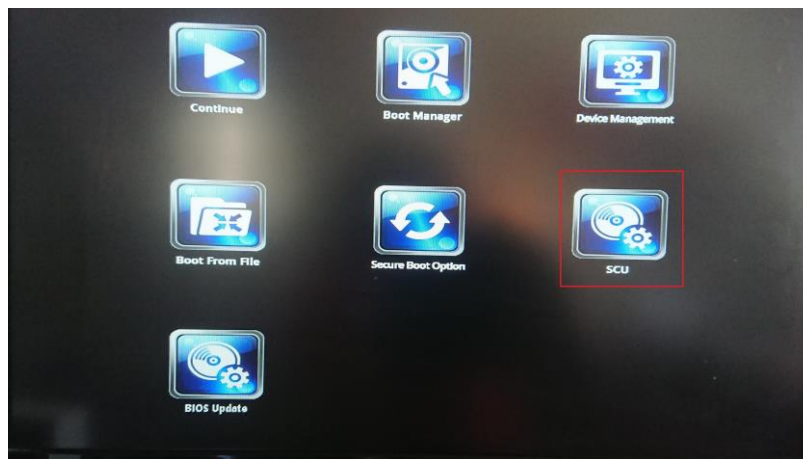 Continue
Boot Manager
Device Management
Boot From File
Secure Boot Option
SCU
BIOS Update